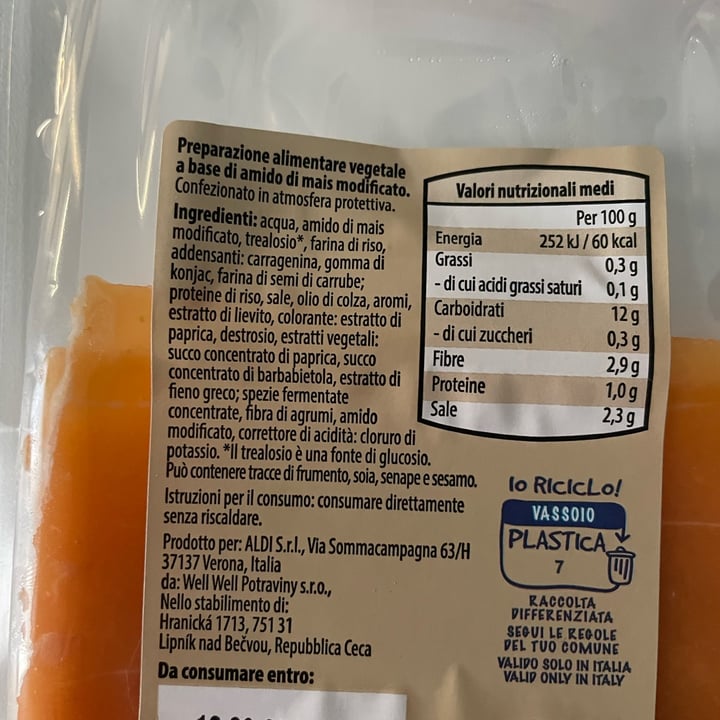 Preparazione alimentare vegetale
a base di amido di mais modificato.
Confezionato in atmosfera protettiva.
Ingredienti: acqua, amido di mais
modificato, trealosio*, farina di riso,
addensanti: carragenina, gomma di
konjac, farina di semi di carrube;
proteine di riso, sale, olio di colza, aromi,
estratto di lievito, colorante: estratto di
paprica, destrosio, estratti vegetali:
succo concentrato di paprica, succo
concentrato di barbabietola, estratto di
fieno greco; spezie fermentate
concentrate, fibra di agrumi, amido
modificato, correttore di acidità: cloruro di
potassio. *Il trealosio è una fonte di glucosio.
Può contenere tracce di frumento, soia, senape e sesamo.
Istruzioni per il consumo: consumare direttamente
senza riscaldare.
Prodotto per: ALDI S.r.l., Via Sommacampagna 63/H
37137 Verona, Italia
da: Well Well Potraviny s.r.o.,
Nello stabilimento di:
Hranická 1713, 751 31
Lipník nad Bečvou, Repubblica Ceca
Da consumare entro:
Valori nutrizionali medi
Per 100 g
Energia 252 kJ / 60 kcal
Grassi 0,3 g
- di cui acidi grassi saturi 0,1 g
Carboidrati 12 g
- di cui zuccheri 0,3 g
Fibre 2,9 g
Proteine 1,0 g
Sale 2,3 g
Io RICICLo!
VASSOIO
PLASTICA
7
RACCOLTA
DIFFERENZIATA
SEGUI LE REGOLE
DEL TUO COMUNE
VALIDO SOLO IN ITALIA
VALID ONLY IN ITALY